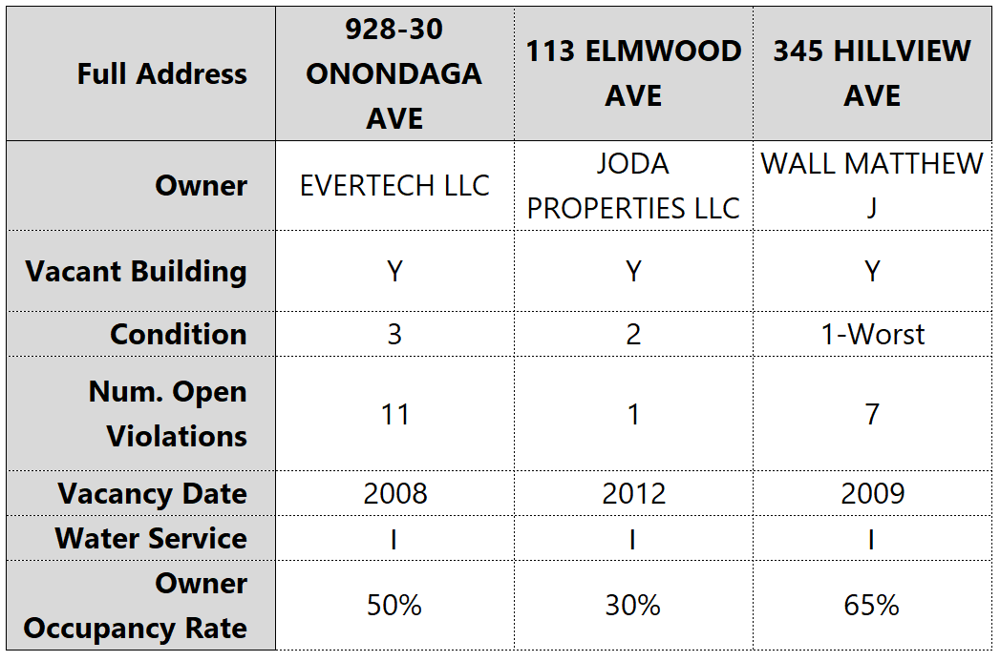 Full Address 928-30 ONONDAGA AVE 113 ELMWOOD AVE 345 HILLVIEW AVE
Owner EVERTECH LLC JODA PROPERTIES LLC WALL MATTHEW J
Vacant Building Y Y Y
Condition 3 2 1-Worst
Num. Open Violations 11 1 7
Vacancy Date 2008 2012 2009
Water Service I I I
Owner Occupancy Rate 50% 30% 65%